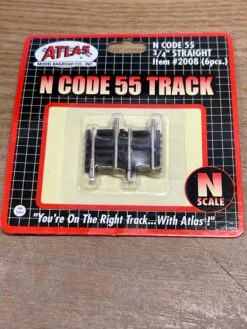 ATLAS
MODEL RAILROAD CO., INC.
N CODE 55
3/4" STRAIGHT
Item #2008 (6pcs.)
N CODE 55 TRACK
N
SCALE
"You're On The Right Track...With Atlas!"